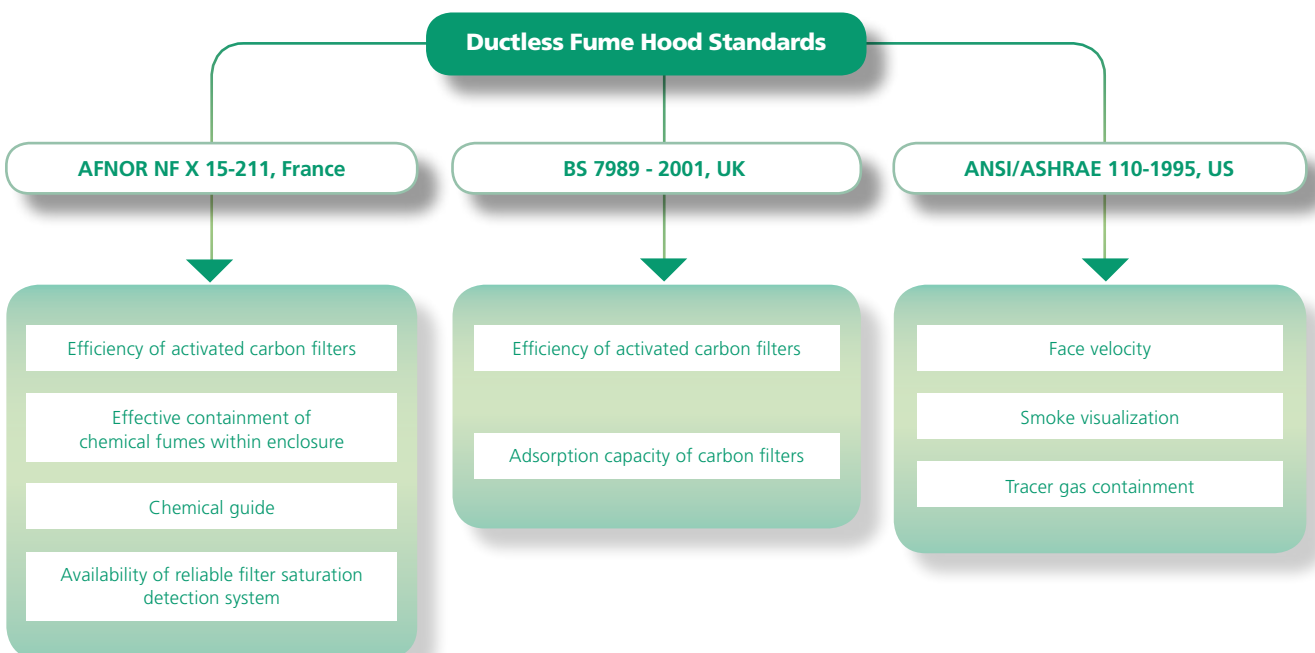 Ductless Fume Hood Standards
AFNOR NF X 15-211, France
BS 7989 - 2001, UK
ANSI/ASHRAE 110-1995, US
Efficiency of activated carbon filters
Effective containment of
chemical fumes within enclosure
Chemical guide
Availability of reliable filter saturation
detection system
Efficiency of activated carbon filters
Adsorption capacity of carbon filters
Face velocity
Smoke visualization
Tracer gas containment